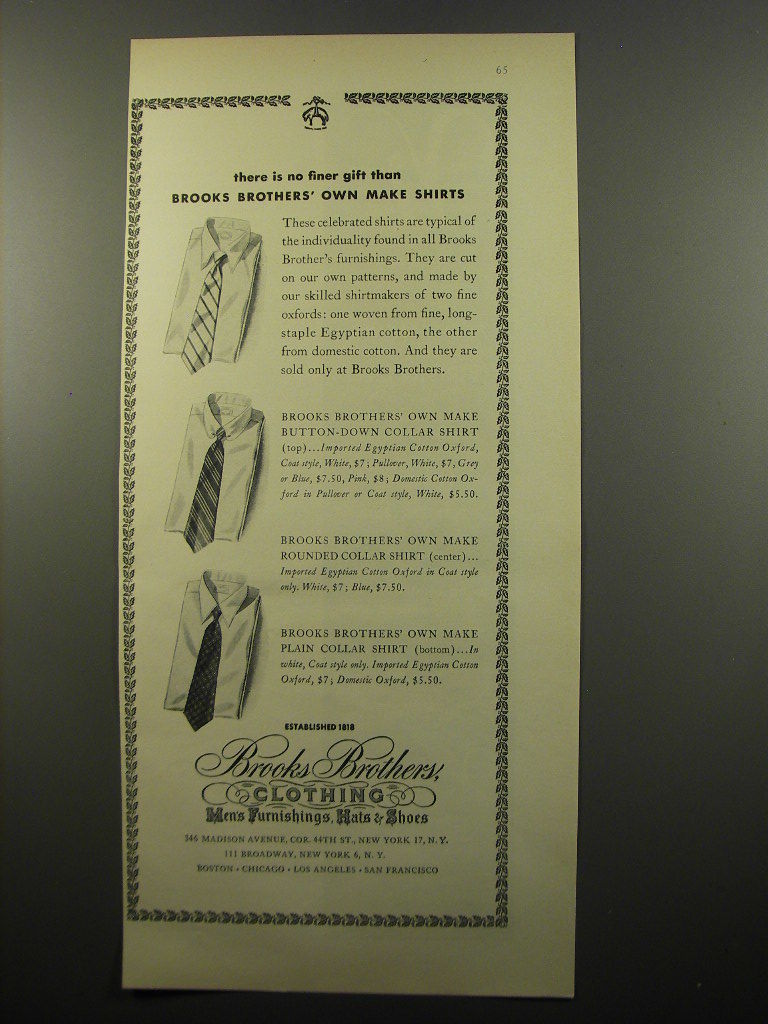 65
there is no finer gift than
BROOKS BROTHERS' OWN MAKE SHIRTS
These celebrated shirts are typical of
the individuality found in all Brooks
Brother's furnishings. They are cut
on our own patterns, and made by
our skilled shirtmakers of two fine
oxfords: one woven from fine, long-
staple Egyptian cotton, the other
from domestic cotton. And they are
sold only at Brooks Brothers.
BROOKS BROTHERS' OWN MAKE
BUTTON-DOWN COLLAR SHIRT
(top)...Imported Egyptian Cotton Oxford,
Coat style, White, $7; Pullover, White, $7, Grey
or Blue, $7.50, Pink, $8; Domestic Cotton Ox-
ford in Pullover or Coat style, White, $5.50.
BROOKS BROTHERS' OWN MAKE
ROUNDED COLLAR SHIRT (center)...
Imported Egyptian Cotton Oxford in Coat style
only. White, $7; Blue, $7.50.
BROOKS BROTHERS' OWN MAKE
PLAIN COLLAR SHIRT (bottom)...In
white, Coat style only. Imported Egyptian Cotton
Oxford, $7; Domestic Oxford, $5.50.
ESTABLISHED 1818
Brooks Brothers,
CLOTHING
Men's Furnishings, Hats & Shoes
346 MADISON AVENUE, COR. 44TH ST., NEW YORK 17, N. Y.
111 BROADWAY, NEW YORK 6, N. Y.
BOSTON • CHICAGO • LOS ANGELES • SAN FRANCISCO